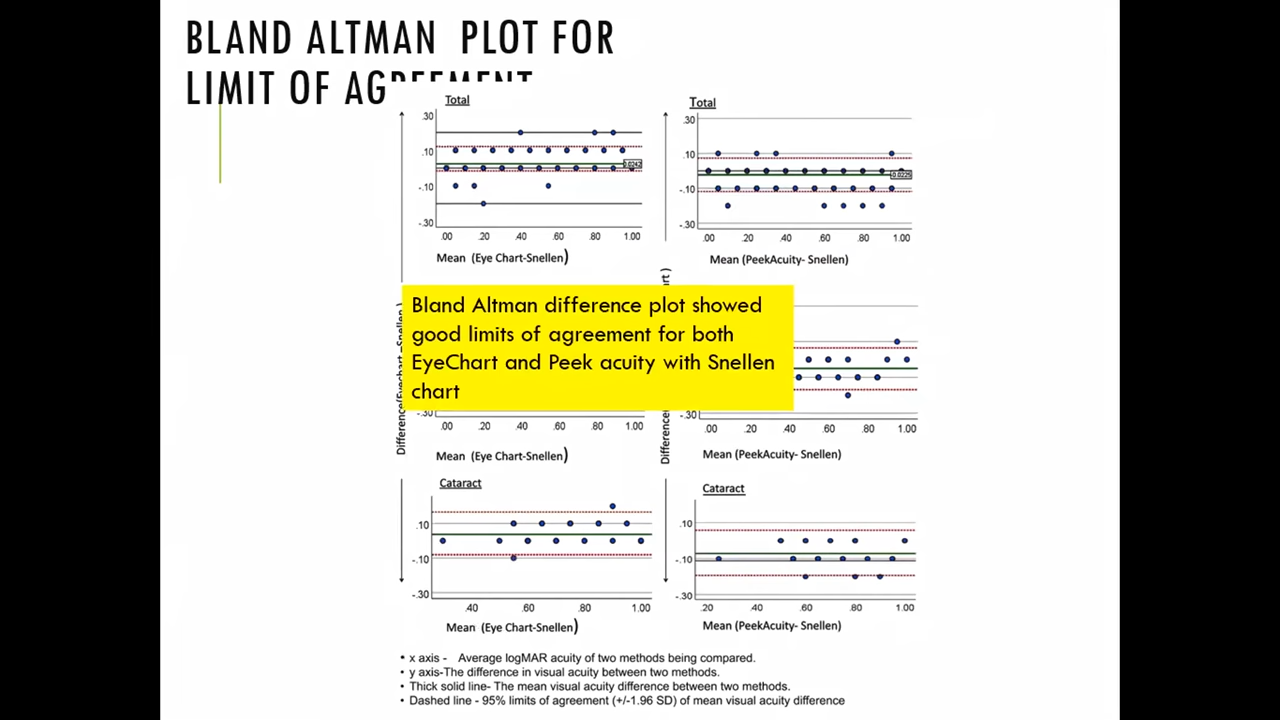 BLAND ALTMAN PLOT FOR
LIMIT OF AGREEMENT
Total
.30
.10
-.10
-.30
0.0242
.00 .20 .40 .60 .80 1.00
Mean (Eye Chart-Snellen)
Total
.30
.10
-.10
-.30
-0.0225
.00 .20 .40 .60 .80 1.00
Mean (PeekAcuity- Snellen)
Bland Altman difference plot showed
good limits of agreement for both
EyeChart and Peek acuity with Snellen
chart
Difference(Eyechart -Snellen)
-.30
.00 .20 .40 .60 .80 1.00
Mean (Eye Chart-Snellen)
Difference(
rt )
-.30
.00 .20 .40 .60 .80 1.00
Mean (PeekAcuity- Snellen)
Cataract
.10
-.10
-.30
.40 .60 .80 1.00
Mean (Eye Chart-Snellen)
Cataract
.10
-.10
-.30
.20 .40 .60 .80 1.00
Mean (PeekAcuity- Snellen)
• x axis - Average logMAR acuity of two methods being compared.
• y axis-The difference in visual acuity between two methods.
• Thick solid line- The mean visual acuity difference between two methods.
• Dashed line - 95% limits of agreement (+/-1.96 SD) of mean visual acuity difference